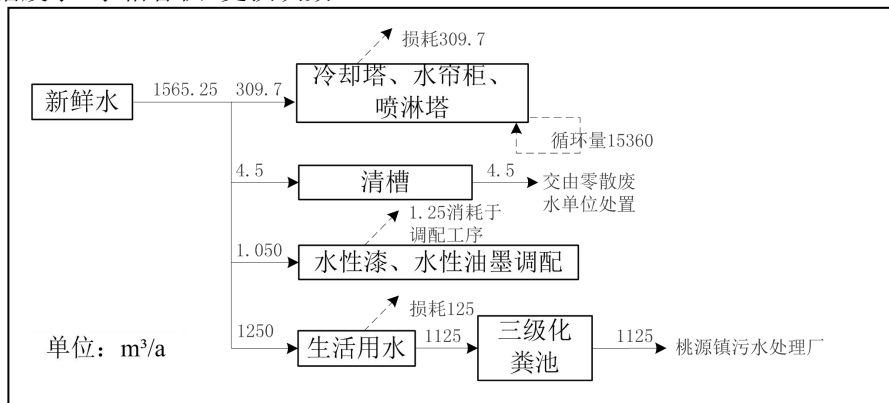 损耗309.7
新鲜水
1565.25
309.7
冷却塔、水帘柜、
喷淋塔
循环量15360
4.5
清槽
4.5
交由零散废
水单位处置
1.25消耗于
调配工序
1.050
水性漆、水性油墨调配
损耗125
1250
生活用水
1125
三级化
粪池
1125
桃源镇污水处理厂
单位：m³/a